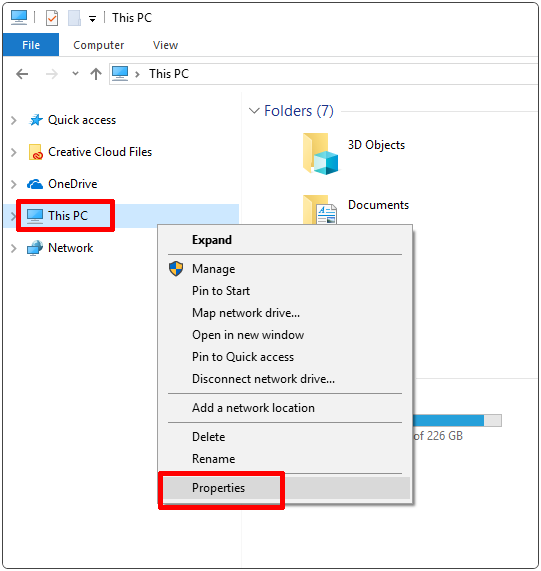 This PC
File Computer View
This PC
Quick access
Creative Cloud Files
OneDrive
This PC
Network
Folders (7)
3D Objects
Documents
Expand
Manage
Pin to Start
Map network drive...
Open in new window
Pin to Quick access
Disconnect network drive...
Add a network location
Delete
Rename
Properties
of 226 GB